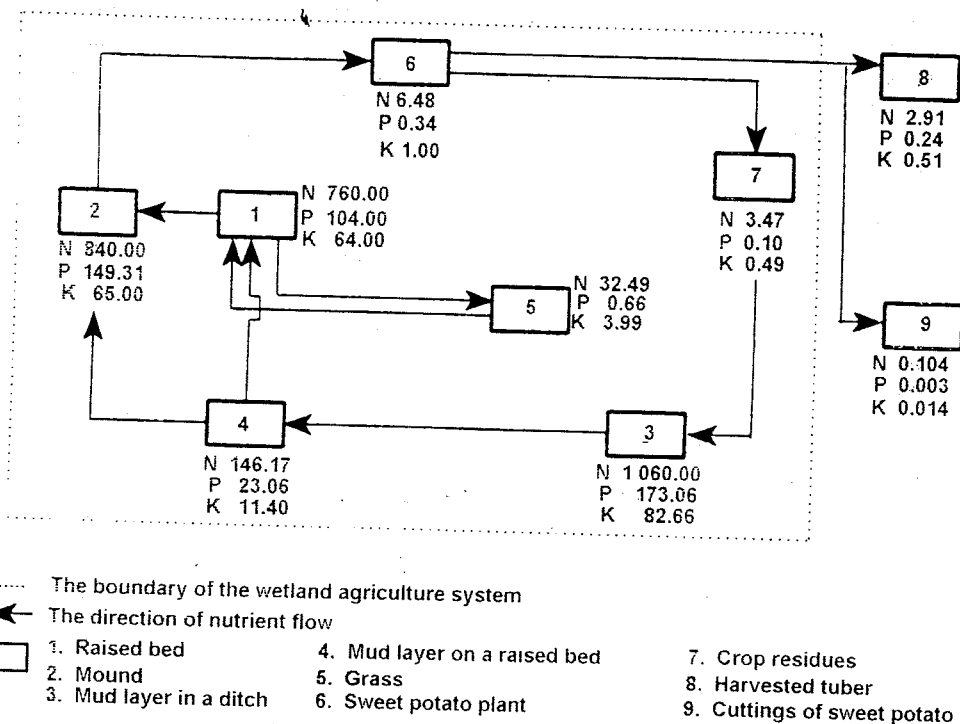 6
N 6.48
P 0.34
K 1.00
8
N 2.91
P 0.24
K 0.51
7
N 3.47
P 0.10
K 0.49
2
N 840.00
P 149.31
K 65.00
1
N 760.00
P 104.00
K 64.00
5
N 32.49
P 0.66
K 3.99
9
N 0.104
P 0.003
K 0.014
4
N 146.17
P 23.06
K 11.40
3
N 1 060.00
P 173.06
K 82.66
The boundary of the wetland agriculture system
The direction of nutrient flow
1. Raised bed
2. Mound
3. Mud layer in a ditch
4. Mud layer on a raised bed
5. Grass
6. Sweet potato plant
7. Crop residues
8. Harvested tuber
9. Cuttings of sweet potato